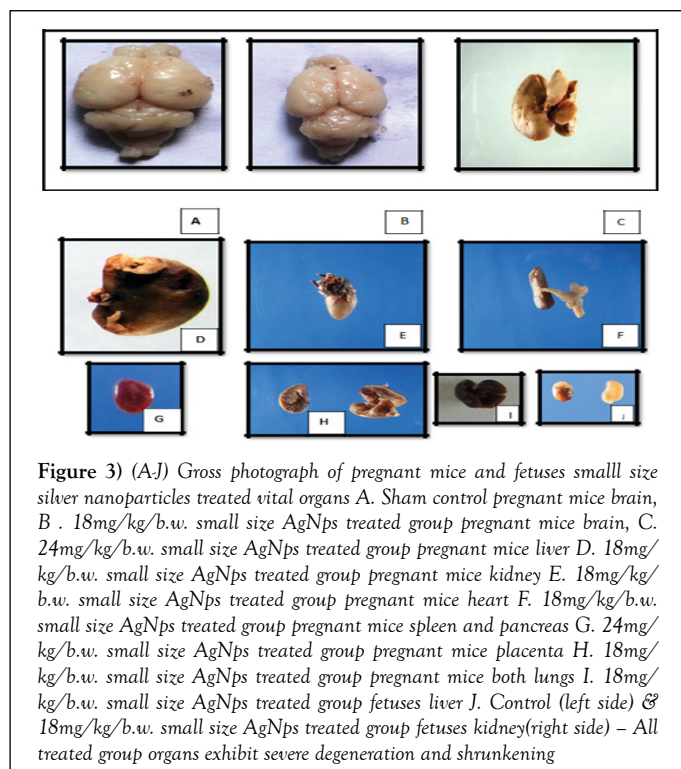 A
B
C
D
E
F
G
H
I
J
Figure 3) (A-J) Gross photograph of pregnant mice and fetuses smalll size
silver nanoparticles treated vital organs A. Sham control pregnant mice brain,
B . 18mg/kg/b.w. small size AgNps treated group pregnant mice brain, C.
24mg/kg/b.w. small size AgNps treated group pregnant mice liver D. 18mg/
kg/b.w. small size AgNps treated group pregnant mice kidney E. 18mg/kg/
b.w. small size AgNps treated group pregnant mice heart F. 18mg/kg/b.w.
small size AgNps treated group pregnant mice spleen and pancreas G. 24mg/
kg/b.w. small size AgNps treated group pregnant mice placenta H. 18mg/
kg/b.w. small size AgNps treated group pregnant mice both lungs I. 18mg/
kg/b.w. small size AgNps treated group fetuses liver J. Control (left side) &
18mg/kg/b.w. small size AgNps treated group fetuses kidney(right side) – All
treated group organs exhibit severe degeneration and shrunkening